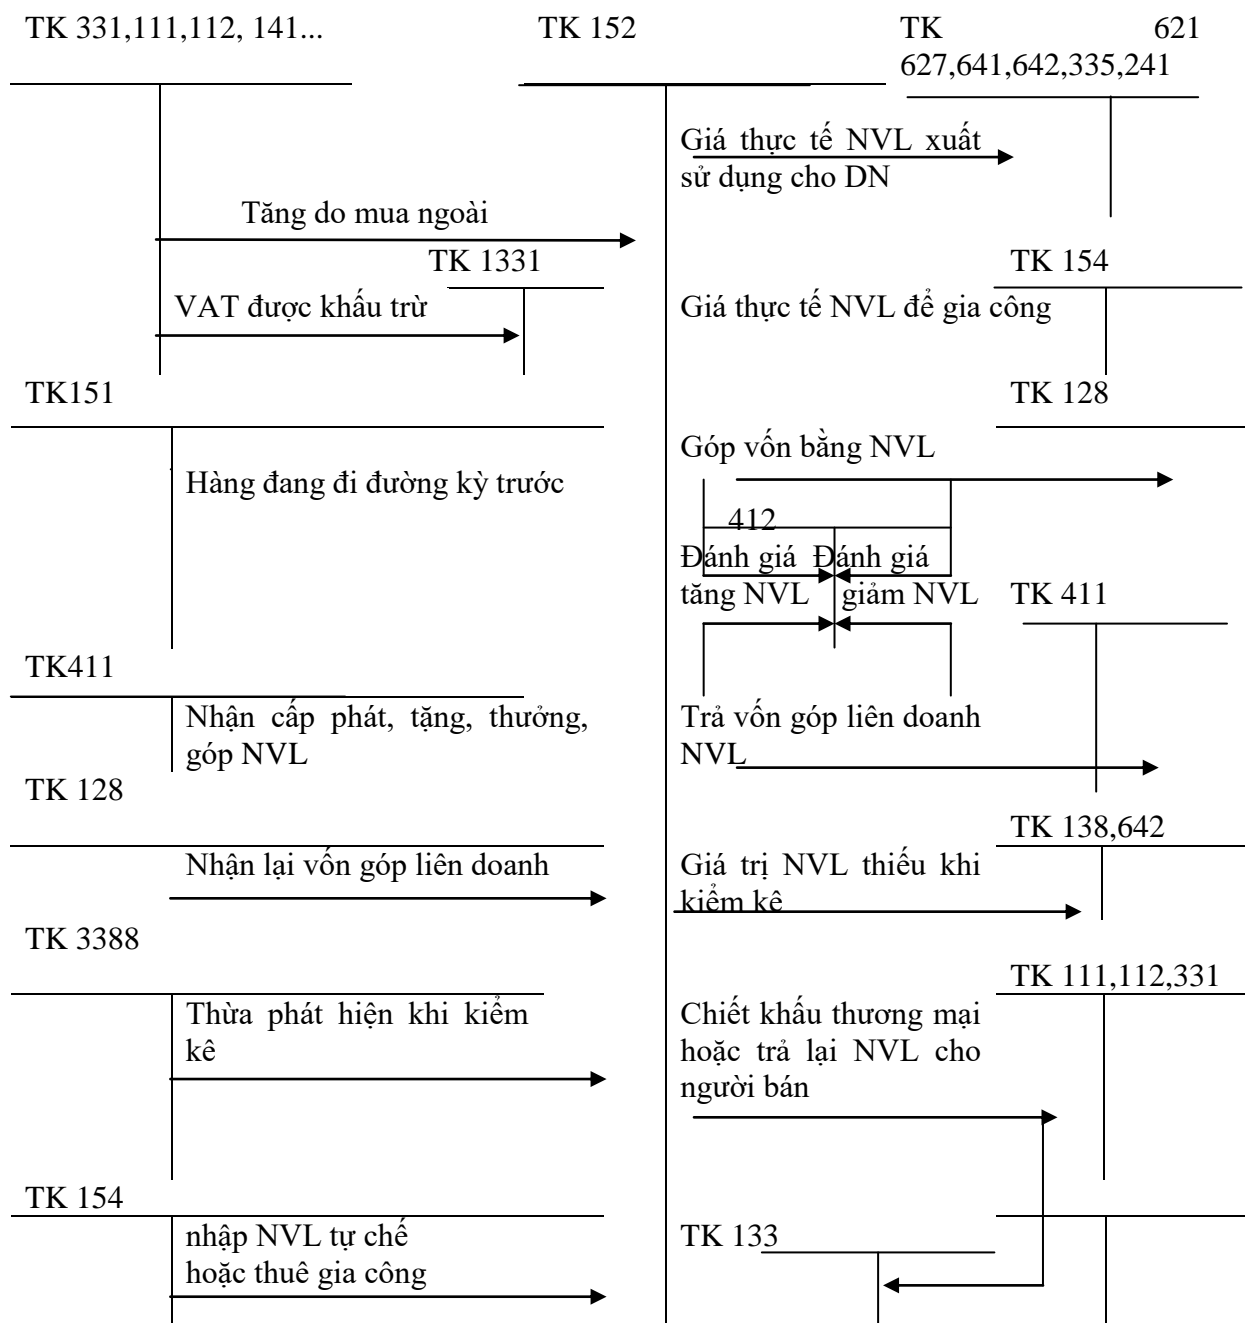 TK 331,111,112, 141...
TK 152
TK 621
627,641,642,335,241
Giá thực tế NVL xuất
sử dụng cho DN
Tăng do mua ngoài
TK 1331
TK 154
VAT được khấu trừ
Giá thực tế NVL để gia công
TK151
TK 128
Góp vốn bằng NVL
Hàng đang đi đường kỳ trước
412
Đánh giá Đánh giá
tăng NVL giảm NVL
TK 411
TK411
Nhận cấp phát, tặng, thưởng,
góp NVL
Trả vốn góp liên doanh
NVL
TK 128
TK 138,642
Nhận lại vốn góp liên doanh
Giá trị NVL thiếu khi
kiểm kê
TK 3388
TK 111,112,331
Thừa phát hiện khi kiểm
kê
Chiết khấu thương mại
hoặc trả lại NVL cho
người bán
TK 154
nhập NVL tự chế
hoặc thuê gia công
TK 133